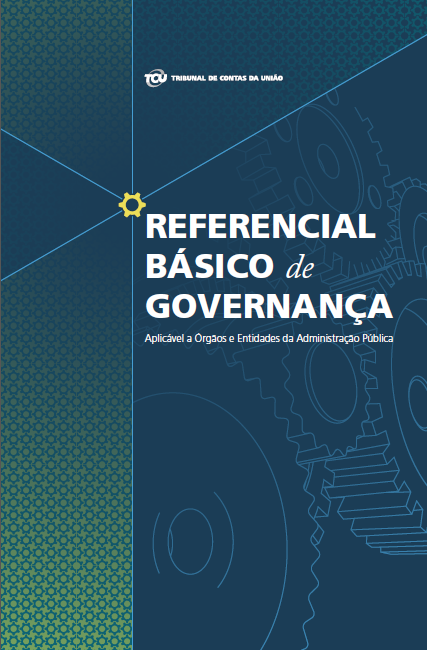 TCU TRIBUNAL DE CONTAS DA UNIÃO
REFERENCIAL
BÁSICO de
GOVERNANÇA
Aplicável a Órgãos e Entidades da Administração Pública